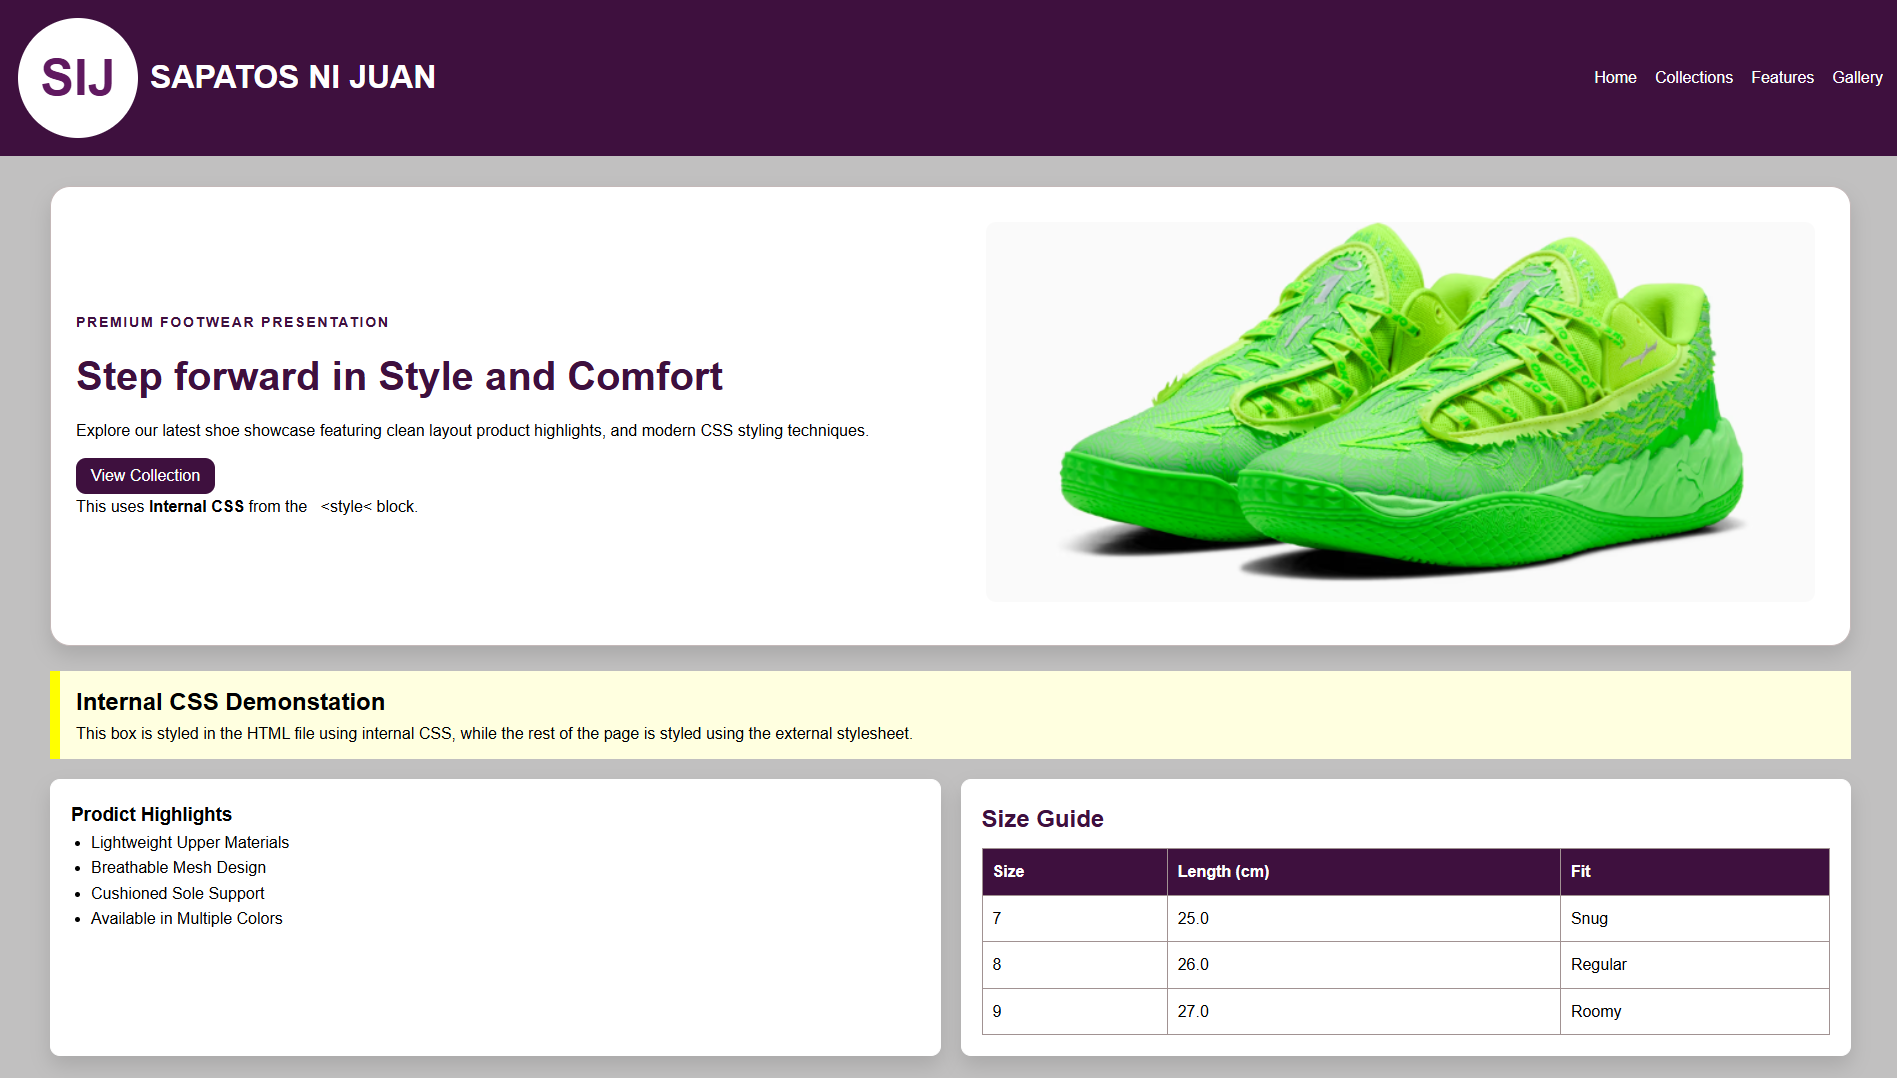 SIJ
SAPATOS NI JUAN
Home Collections Features Gallery
PREMIUM FOOTWEAR PRESENTATION
Step forward in Style and Comfort
Explore our latest shoe showcase featuring clean layout product highlights, and modern CSS styling techniques.
View Collection
This uses Internal CSS from the <style< block.
Internal CSS Demonstation
This box is styled in the HTML file using internal CSS, while the rest of the page is styled using the external stylesheet.
Prodict Highlights
Lightweight Upper Materials
Breathable Mesh Design
Cushioned Sole Support
Available in Multiple Colors
Size Guide
Size Length (cm) Fit
7 25.0 Snug
8 26.0 Regular
9 27.0 Roomy